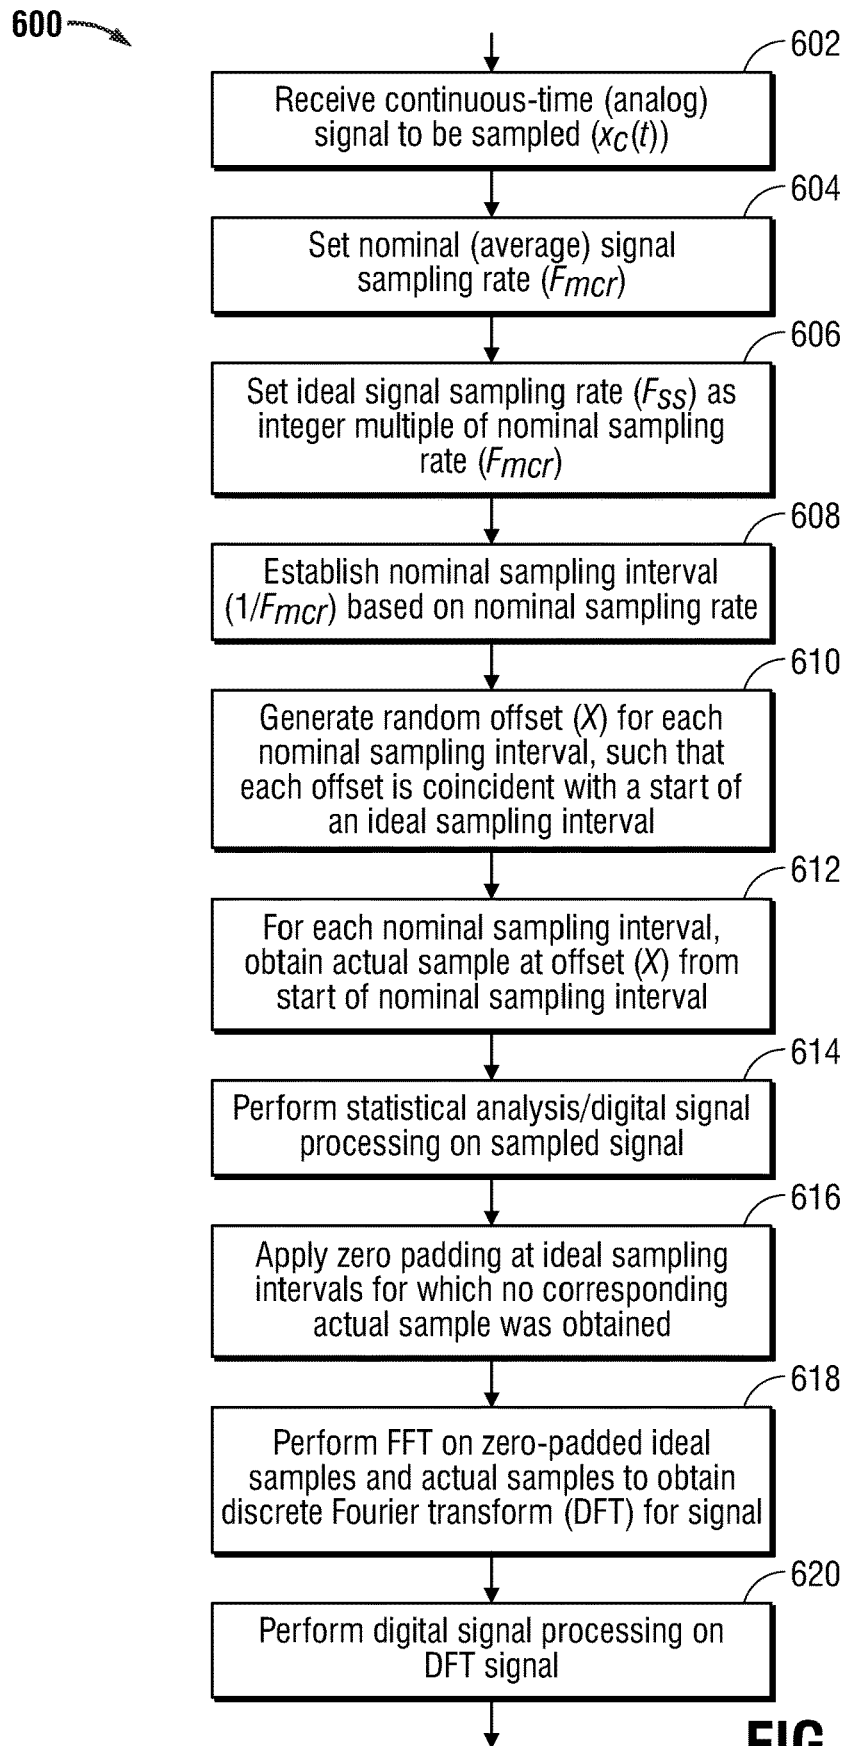 600
602
Receive continuous-time (analog)
signal to be sampled (xC(t))
604
Set nominal (average) signal
sampling rate (Fmcr)
606
Set ideal signal sampling rate (Fss) as
integer multiple of nominal sampling
rate (Fmcr)
608
Establish nominal sampling interval
(1/Fmcr) based on nominal sampling rate
610
Generate random offset (X) for each
nominal sampling interval, such that
each offset is coincident with a start of
an ideal sampling interval
612
For each nominal sampling interval,
obtain actual sample at offset (X) from
start of nominal sampling interval
614
Perform statistical analysis/digital signal
processing on sampled signal
616
Apply zero padding at ideal sampling
intervals for which no corresponding
actual sample was obtained
618
Perform FFT on zero-padded ideal
samples and actual samples to obtain
discrete Fourier transform (DFT) for signal
620
Perform digital signal processing on
DFT signal
FIG